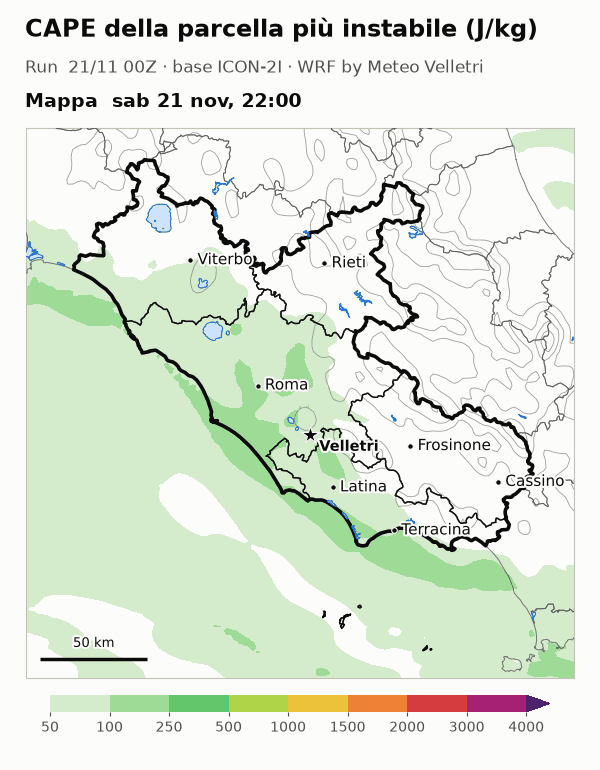 CAPE della parcella più instabile (J/kg)
Run  21/11 00Z · base ICON-2I · WRF by Meteo Velletri
Mappa  sab 21 nov, 22:00
Viterbo
Rieti
Roma
Velletri
Frosinone
Cassino
Latina
Terracina
50 km
50 100 250 500 1000 1500 2000 3000 4000